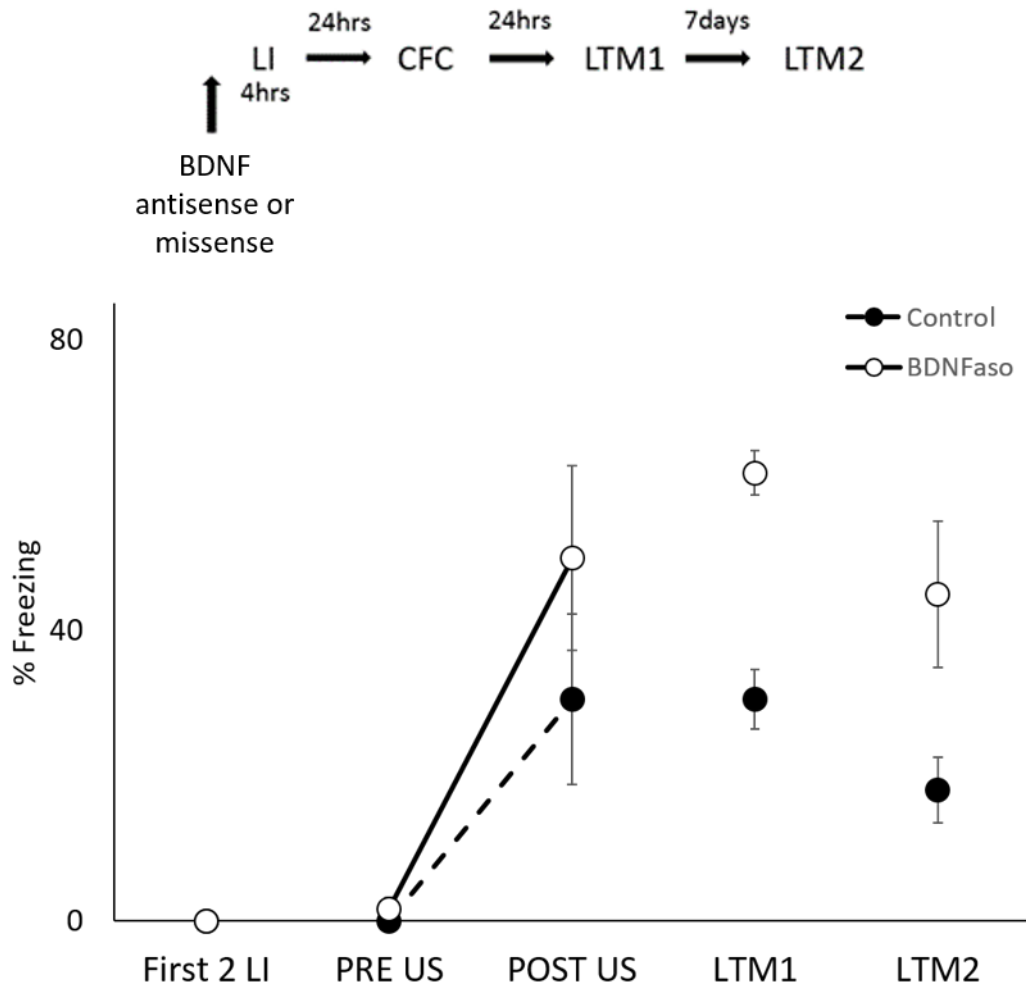 24hrs 24hrs 7days
LI CFC LTM1 LTM2
4hrs
BDNF
antisense or
missense
Control
BDNFaso
80
40
0
% Freezing
First 2 LI PRE US POST US LTM1 LTM2